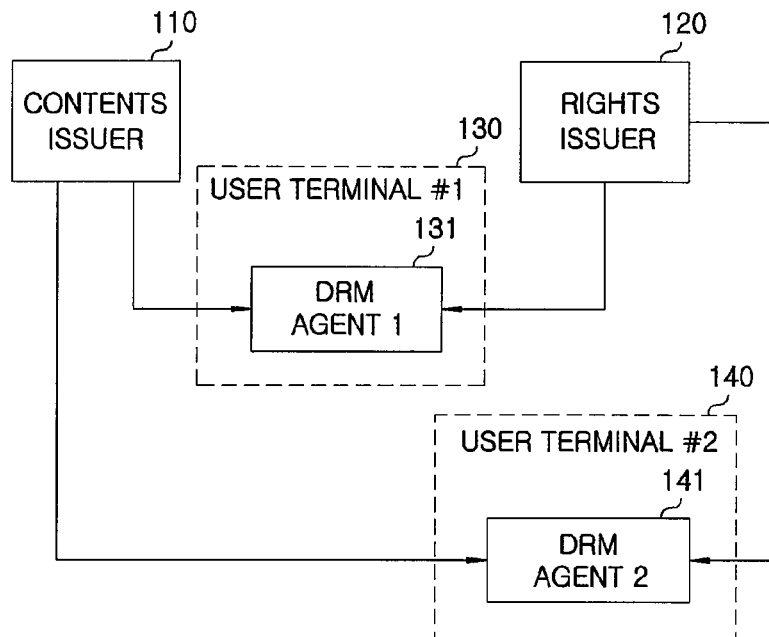 110
CONTENTS
ISSUER
120
RIGHTS
ISSUER
130
USER TERMINAL #1
131
DRM
AGENT 1
140
USER TERMINAL #2
141
DRM
AGENT 2